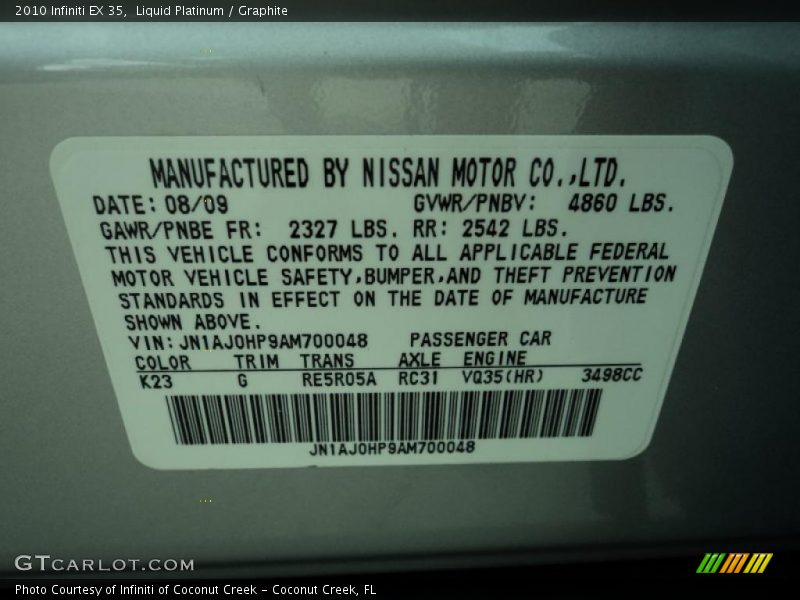 2010 Infiniti EX 35,  Liquid Platinum / Graphite
MANUFACTURED BY NISSAN MOTOR CO.,LTD.
DATE: 08/09 GVWR/PNBV: 4860 LBS.
GAWR/PNBE FR: 2327 LBS. RR: 2542 LBS.
THIS VEHICLE CONFORMS TO ALL APPLICABLE FEDERAL
MOTOR VEHICLE SAFETY,BUMPER,AND THEFT PREVENTION
STANDARDS IN EFFECT ON THE DATE OF MANUFACTURE
SHOWN ABOVE.
VIN: JN1AJ0HP9AM700048 PASSENGER CAR
COLOR TRIM TRANS AXLE ENGINE
K23 G RE5R05A RC31 VQ35(HR) 3498CC
JN1AJ0HP9AM700048
GTCARLOT.COM
Photo Courtesy of Infiniti of Coconut Creek - Coconut Creek, FL